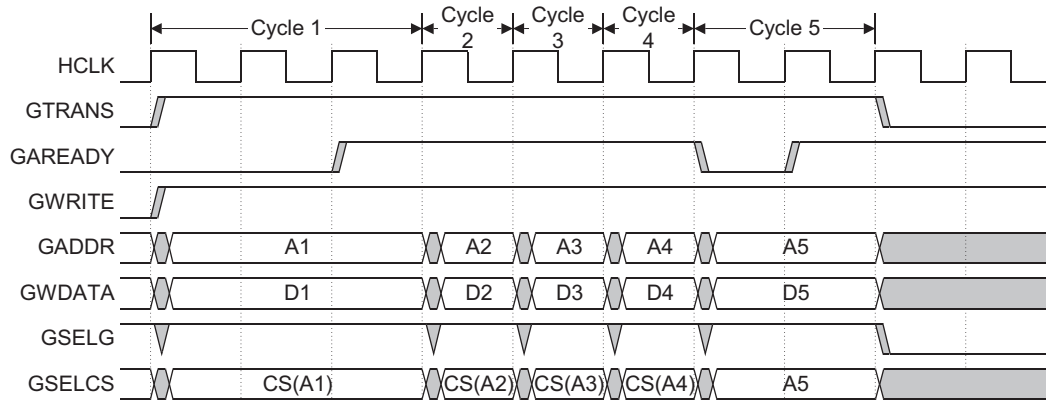 Cycle 1 Cycle 2 Cycle 3 Cycle 4 Cycle 5
HCLK
GTRANS
GAREADY
GWRITE
GADDR A1 A2 A3 A4 A5
GWDATA D1 D2 D3 D4 D5
GSELG
GSELCS CS(A1) CS(A2) CS(A3) CS(A4) A5